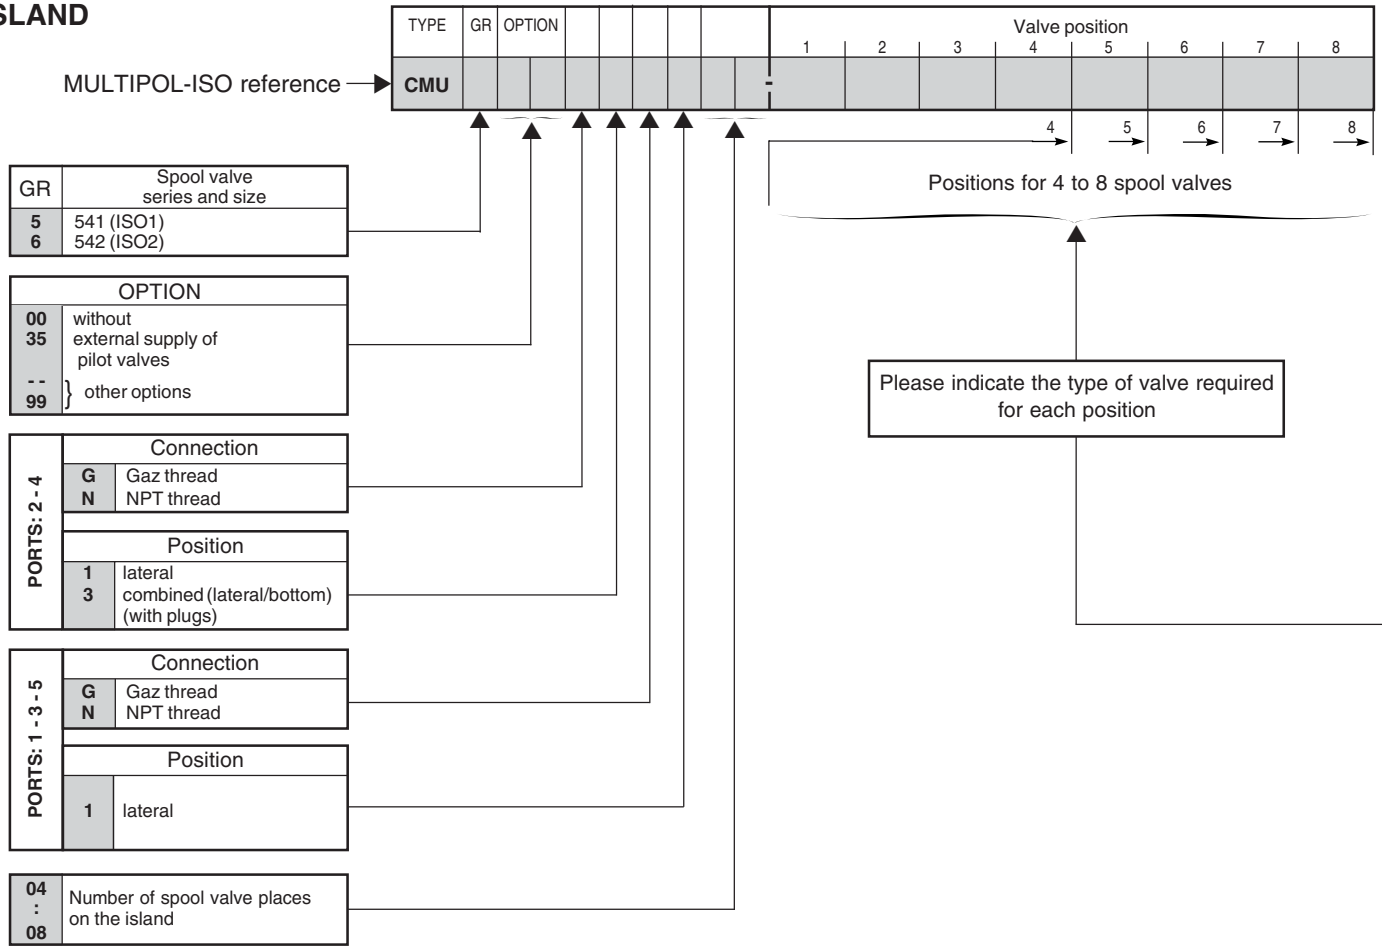 SLAND
TYPE GR OPTION Valve position
1 2 3 4 5 6 7 8
MULTIPOL-ISO reference CMU -
4 5 6 7 8
Positions for 4 to 8 spool valves
GR Spool valve
series and size
5 541 (ISO1)
6 542 (ISO2)
OPTION
00 without
35 external supply of
pilot valves
- -
99 } other options
Please indicate the type of valve required
for each position
PORTS: 2 - 4
Connection
G Gaz thread
N NPT thread
Position
1 lateral
3 combined (lateral/bottom)
(with plugs)
PORTS: 1 - 3 - 5
Connection
G Gaz thread
N NPT thread
Position
1 lateral
04
:
08
Number of spool valve places
on the island